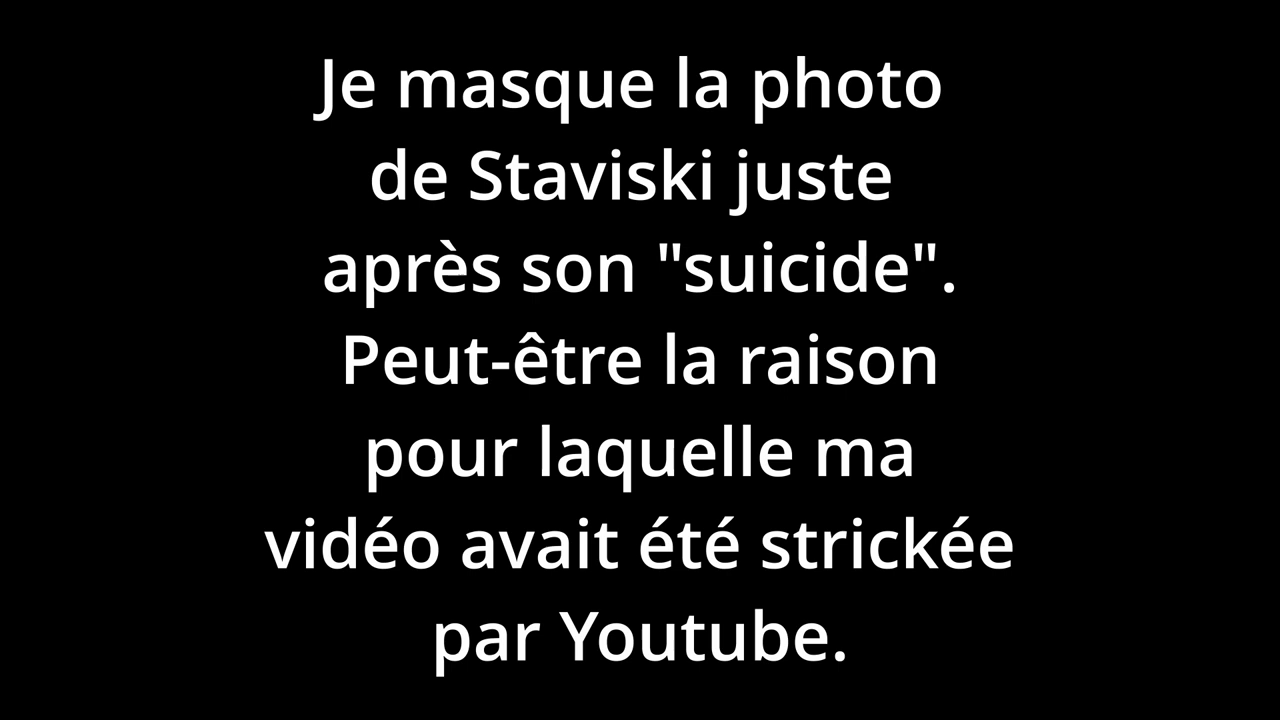 Je masque la photo
de Staviski juste
après son "suicide".
Peut-être la raison
pour laquelle ma
vidéo avait été strickée
par Youtube.